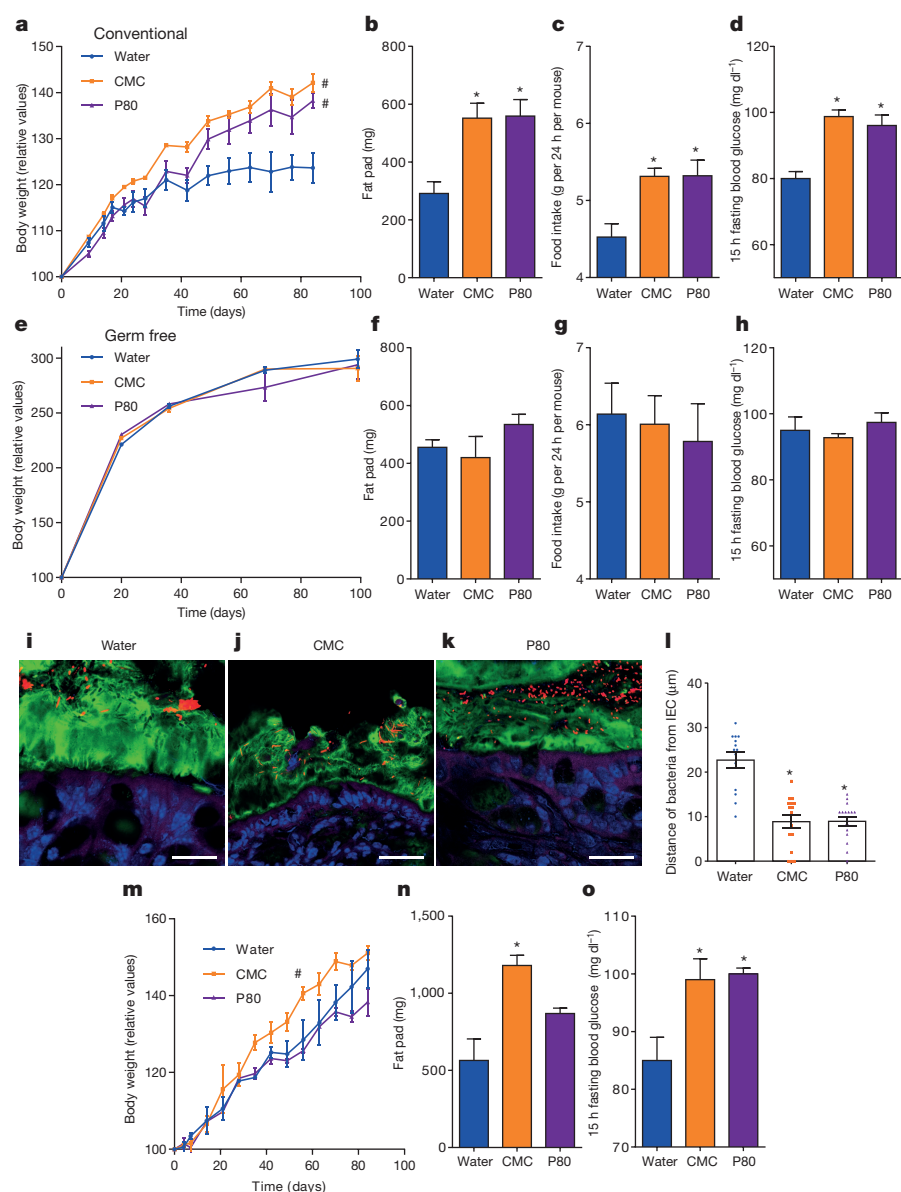 a
Conventional
Water
CMC
P80
Body weight (relative values)
150
140
130
120
110
100
#
#
0 20 40 60 80 100
Time (days)
b
Fat pad (mg)
800
600
400
200
0
* *
Water CMC P80
c
Food intake (g per 24 h per mouse)
7
6
5
4
* *
Water CMC P80
d
15 h fasting blood glucose (mg dl⁻¹)
120
100
80
60
* *
Water CMC P80
e
Germ free
Water
CMC
P80
Body weight (relative values)
300
250
200
150
100
0 20 40 60 80 100
Time (days)
f
Fat pad (mg)
800
600
400
200
0
Water CMC P80
g
Food intake (g per 24 h per mouse)
7
6
5
4
Water CMC P80
h
15 h fasting blood glucose (mg dl⁻¹)
120
100
80
60
Water CMC P80
i
Water
j
CMC
k
P80
l
Distance of bacteria from IEC (μm)
40
30
20
10
0
* *
Water CMC P80
m
Water
CMC
P80
Body weight (relative values)
160
140
120
100
#
0 20 40 60 80 100
Time (days)
n
Fat pad (mg)
1,500
1,000
500
0
*
Water CMC P80
o
15 h fasting blood glucose (mg dl⁻¹)
110
100
90
80
70
* *
Water CMC P80